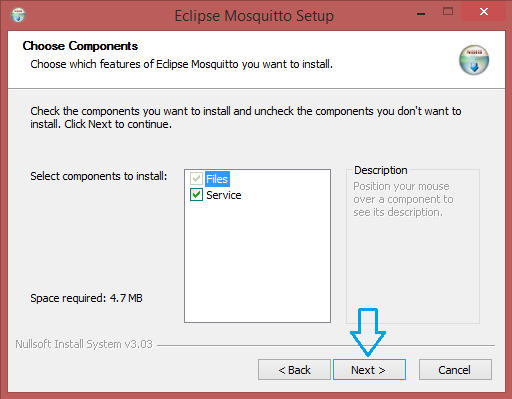 Eclipse Mosquitto Setup
Choose Components
Choose which features of Eclipse Mosquitto you want to install.
Check the components you want to install and uncheck the components you don't want to
install. Click Next to continue.
Select components to install:
Files
Service
Description
Position your mouse
over a component to
see its description.
Space required: 4.7 MB
Nullsoft Install System v3.03
< Back
Next >
Cancel